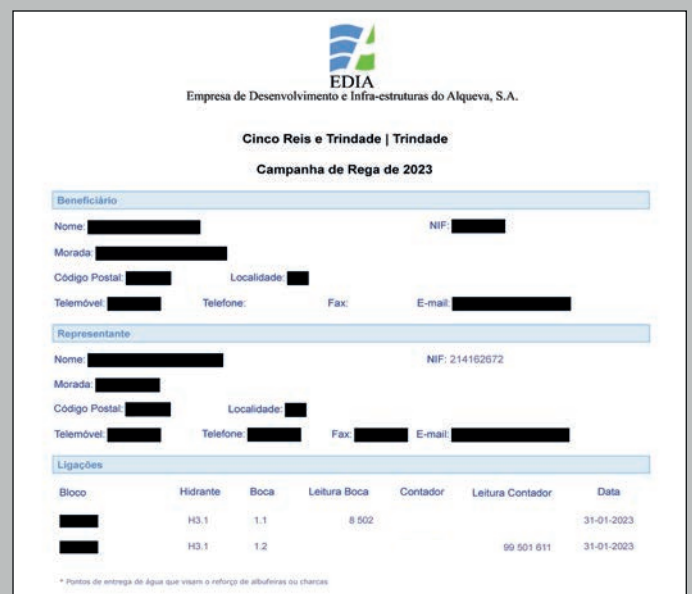 EDIA
Empresa de Desenvolvimento e Infra-estruturas do Alqueva, S.A.
Cinco Reis e Trindade | Trindade
Campanha de Rega de 2023
Beneficiário
Nome: NIF:
Morada:
Código Postal: Localidade:
Telemóvel: Telefone: Fax: E-mail:
Representante
Nome: NIF: 214162672
Morada:
Código Postal: Localidade:
Telemóvel: Telefone: Fax: E-mail:
Ligações
Bloco Hidrante Boca Leitura Boca Contador Leitura Contador Data
H3.1 1.1 8 502 31-01-2023
H3.1 1.2 99 501 611 31-01-2023
* Pontos de entrega de água que visam o reforço de albufeiras ou charcas